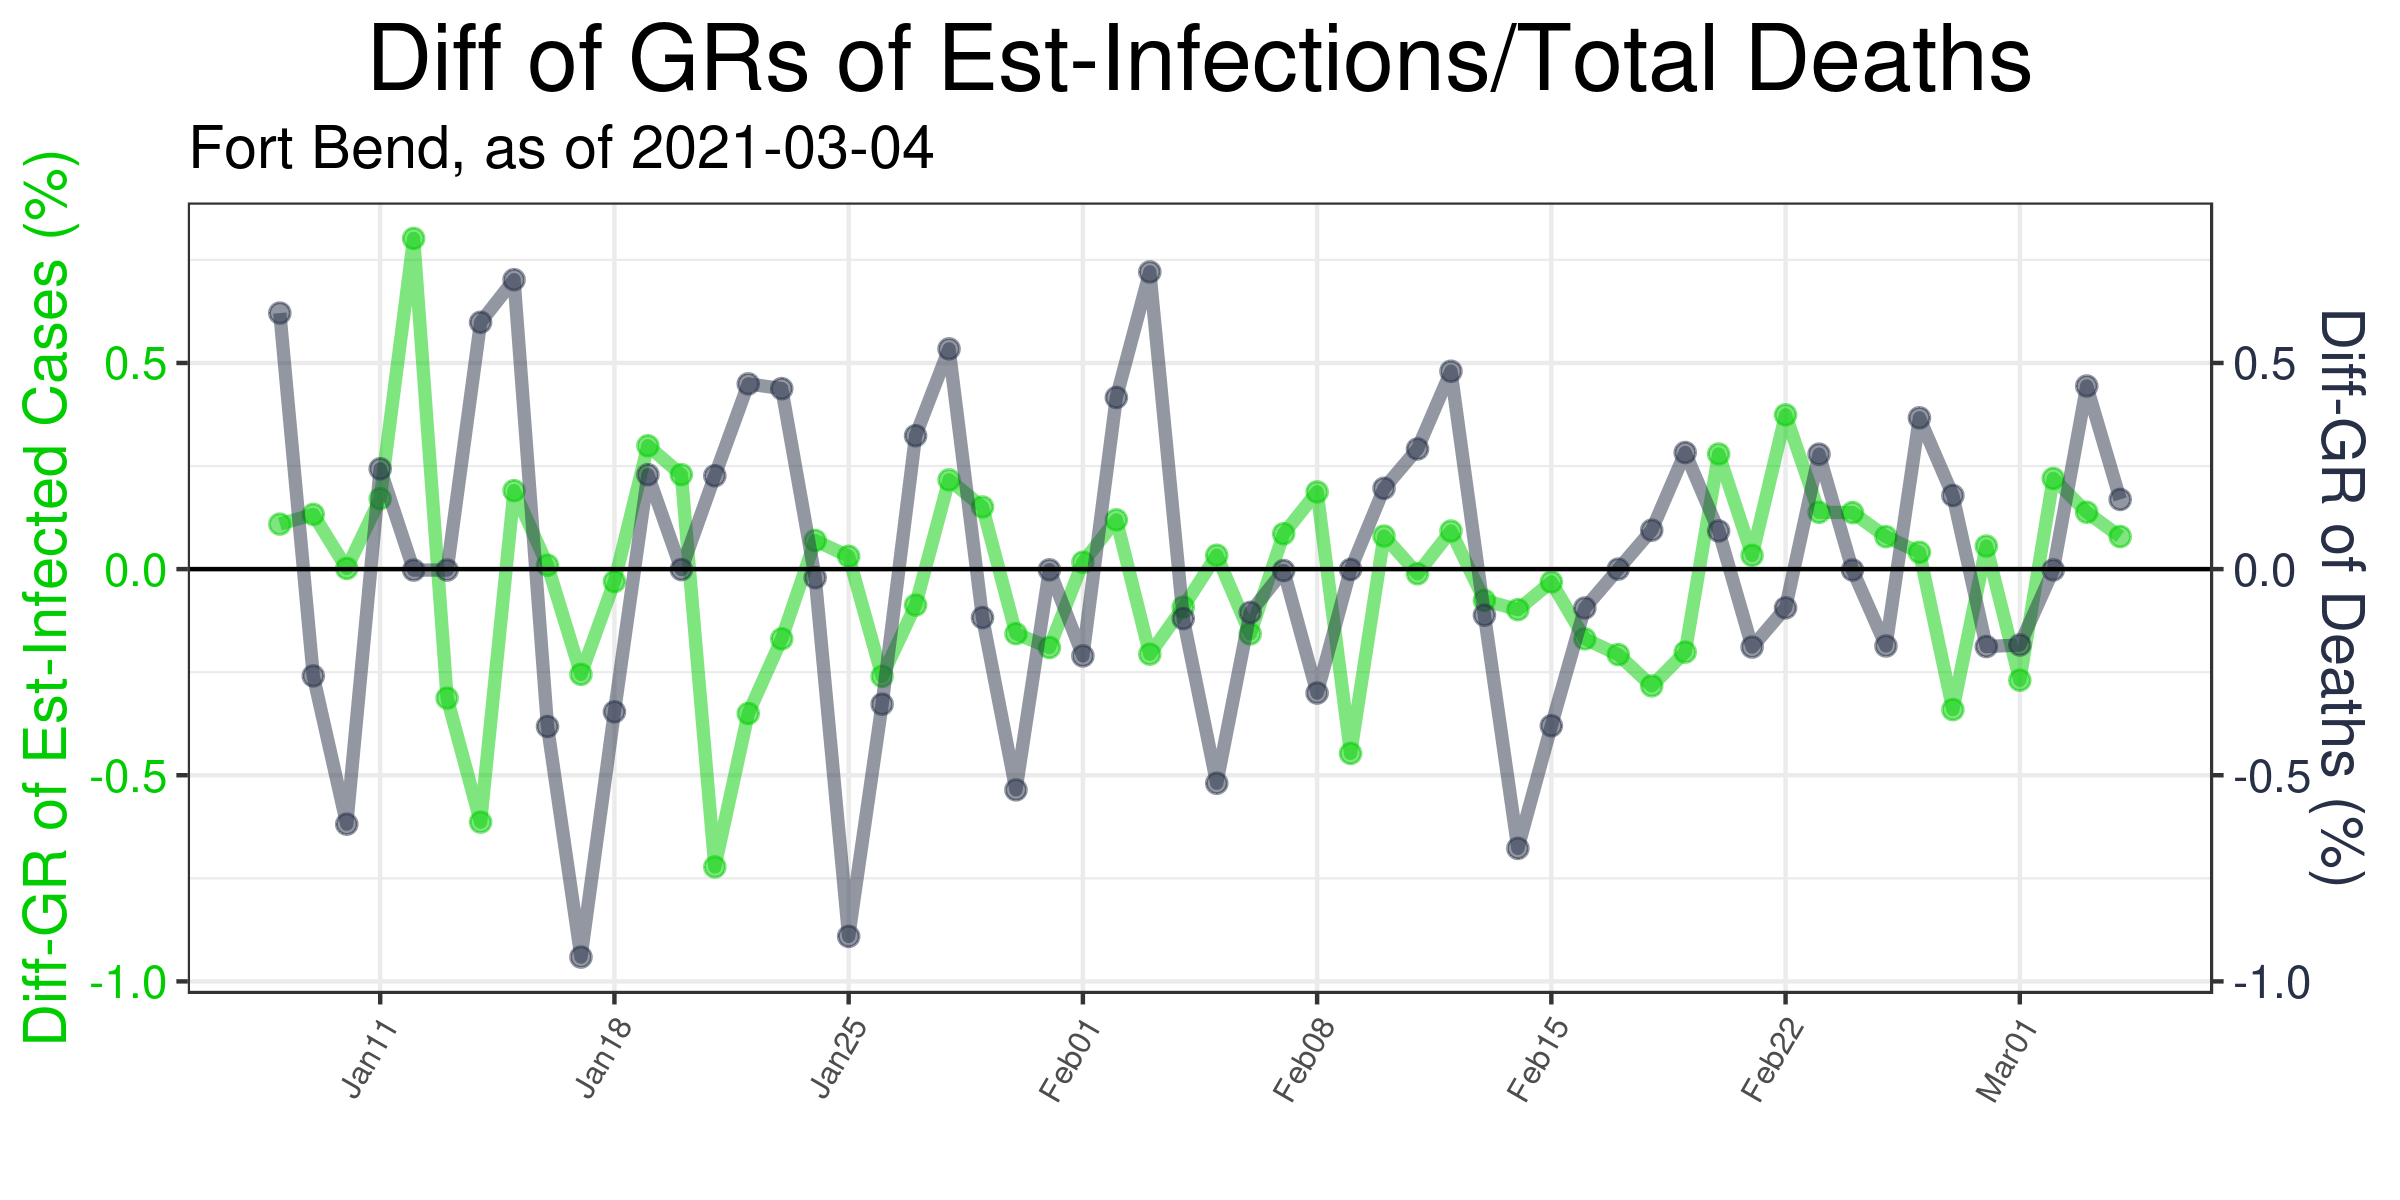 Diff of GRs of Est-Infections/Total Deaths
Fort Bend, as of 2021-03-04
Diff-GR of Est-Infected Cases (%)
0.5
0.0
-0.5
-1.0
0.5
0.0
-0.5
-1.0
Diff-GR of Deaths (%)
Jan11
Jan18
Jan25
Feb01
Feb08
Feb15
Feb22
Mar01